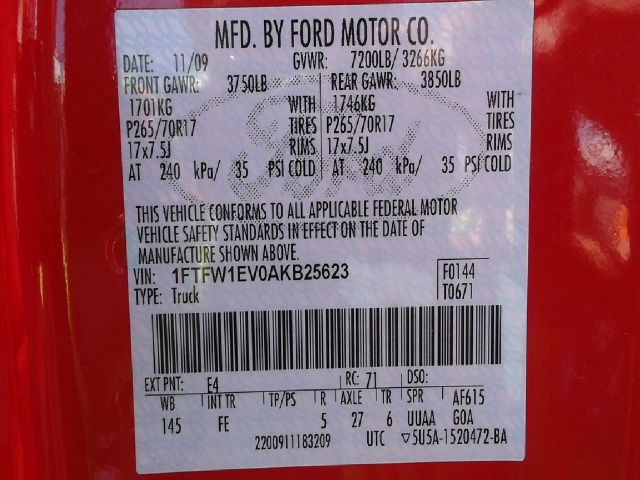 MFD. BY FORD MOTOR CO.
DATE: 11/09 GVWR: 7200LB/ 3266KG
FRONT GAWR: 3750LB REAR GAWR: 3850LB
1701KG WITH 1746KG WITH
P265/70R17 TIRES P265/70R17 TIRES
17x7.5J RIMS 17x7.5J RIMS
AT 240 kPa/ 35 PSI COLD AT 240 kPa/ 35 PSI COLD
Ford
THIS VEHICLE CONFORMS TO ALL APPLICABLE FEDERAL MOTOR
VEHICLE SAFETY STANDARDS IN EFFECT ON THE DATE OF
MANUFACTURE SHOWN ABOVE.
VIN: 1FTFW1EV0AKB25623 F0144
TYPE: Truck T0671
EXT PNT: E4 RC: 71 DSO:
WB INT TR TP/PS R AXLE TR SPR AF615
145 FE 5 27 6 UUAA GOA
2200911183209 UTC ▽5U5A-1520472-BA